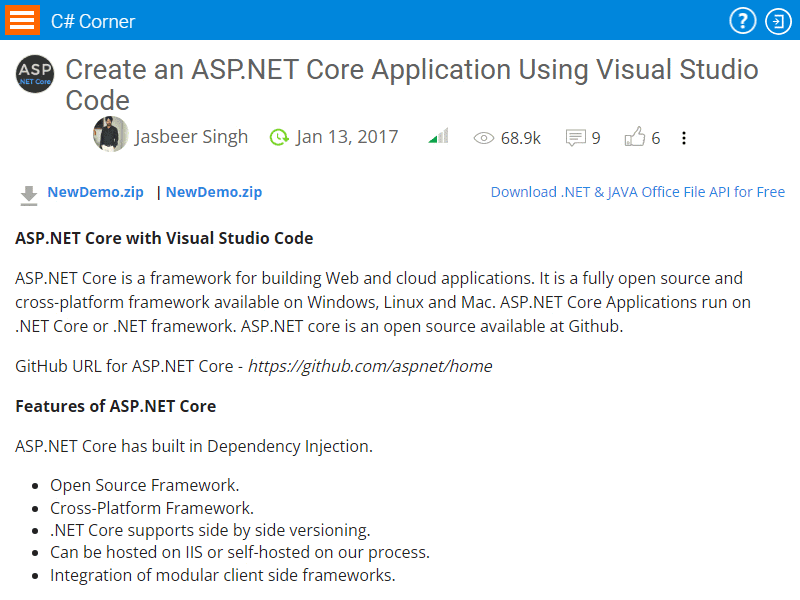 C# Corner
ASP
.NET Core
Create an ASP.NET Core Application Using Visual Studio
Code
Jasbeer Singh Jan 13, 2017 68.9k 9 6
NewDemo.zip | NewDemo.zip Download .NET & JAVA Office File API for Free
ASP.NET Core with Visual Studio Code
ASP.NET Core is a framework for building Web and cloud applications. It is a fully open source and
cross-platform framework available on Windows, Linux and Mac. ASP.NET Core Applications run on
.NET Core or .NET framework. ASP.NET core is an open source available at Github.
GitHub URL for ASP.NET Core - https://github.com/aspnet/home
Features of ASP.NET Core
ASP.NET Core has built in Dependency Injection.
• Open Source Framework.
• Cross-Platform Framework.
• .NET Core supports side by side versioning.
• Can be hosted on IIS or self-hosted on our process.
• Integration of modular client side frameworks.